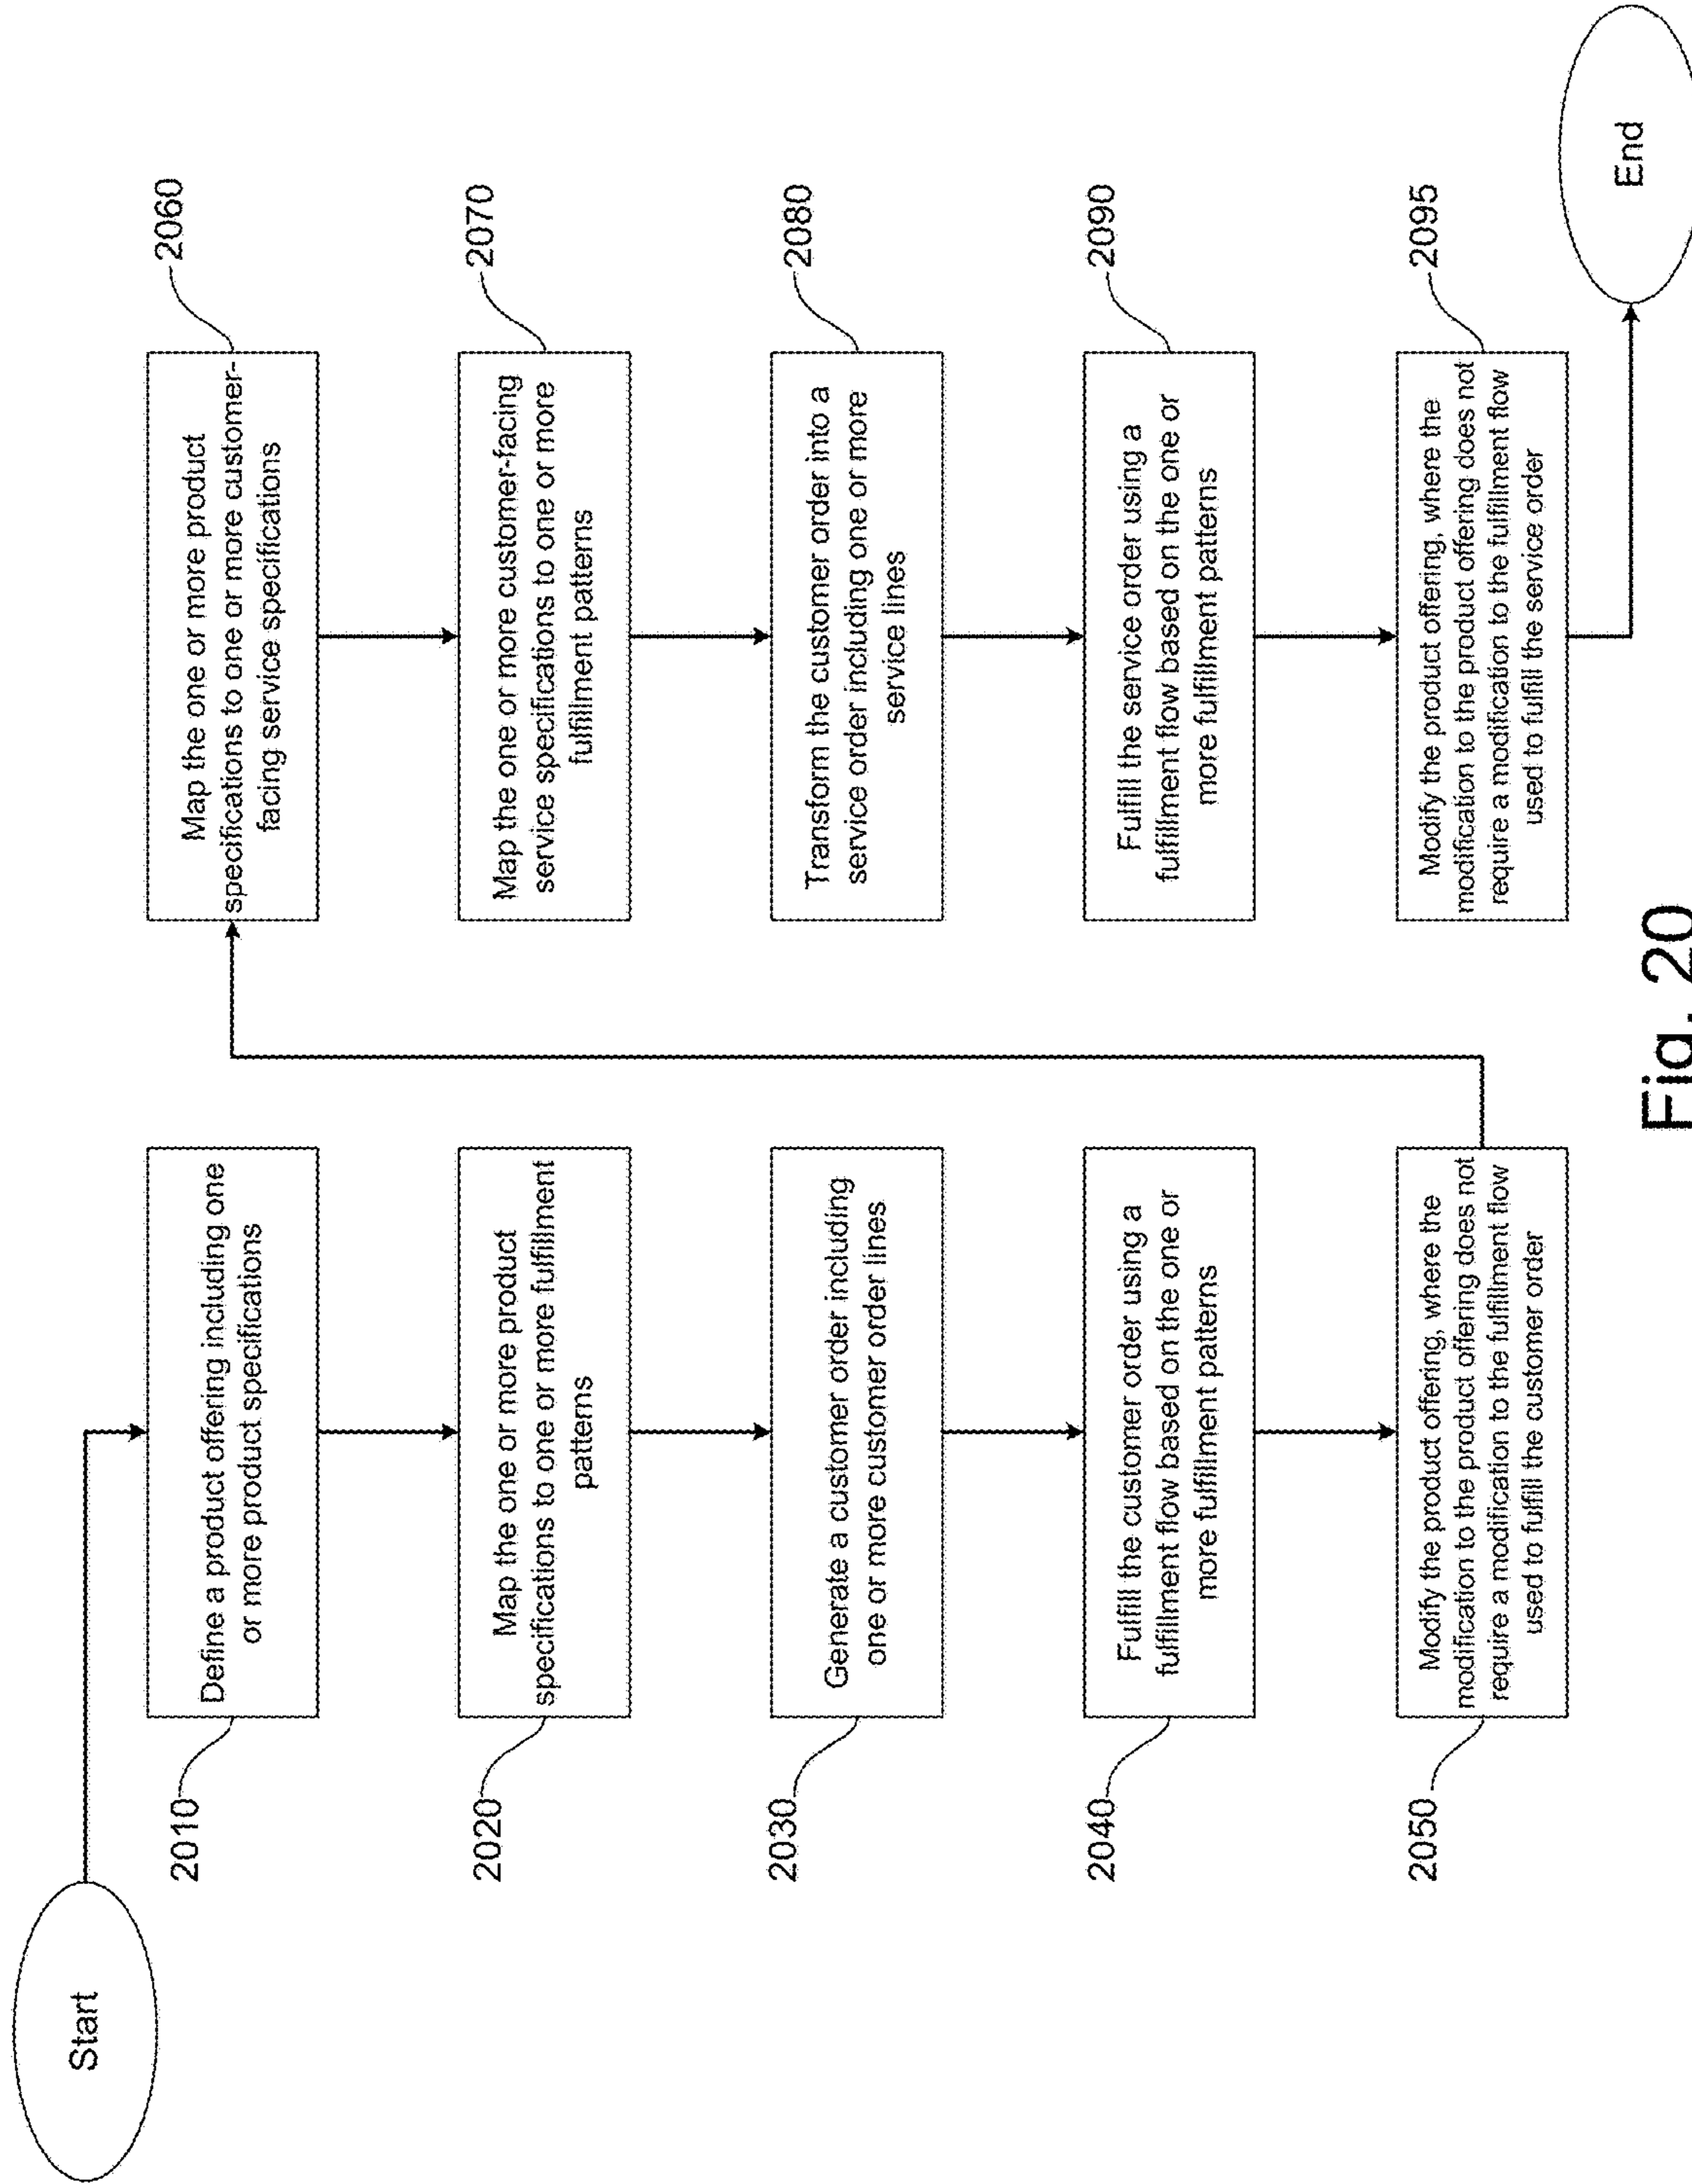 Start
2010
Define a product offering including one
or more product specifications
2020
Map the one or more product
specifications to one or more fulfillment
patterns
2030
Generate a customer order including
one or more customer order lines
2040
Fulfill the customer order using a
fulfillment flow based on the one or
more fulfillment patterns
2050
Modify the product offering, where the
modification to the product offering does not
require a modification to the fulfillment flow
used to fulfill the customer order
2060
Map the one or more product
specifications to one or more customer-
facing service specifications
2070
Map the one or more customer-facing
service specifications to one or more
fulfillment patterns
2080
Transform the customer order into a
service order including one or more
service lines
2090
Fulfill the service order using a
fulfillment flow based on the one or
more fulfillment patterns
2095
Modify the product offering, where the
modification to the product offering does not
require a modification to the fulfillment flow
used to fulfill the service order
End
Fig. 20